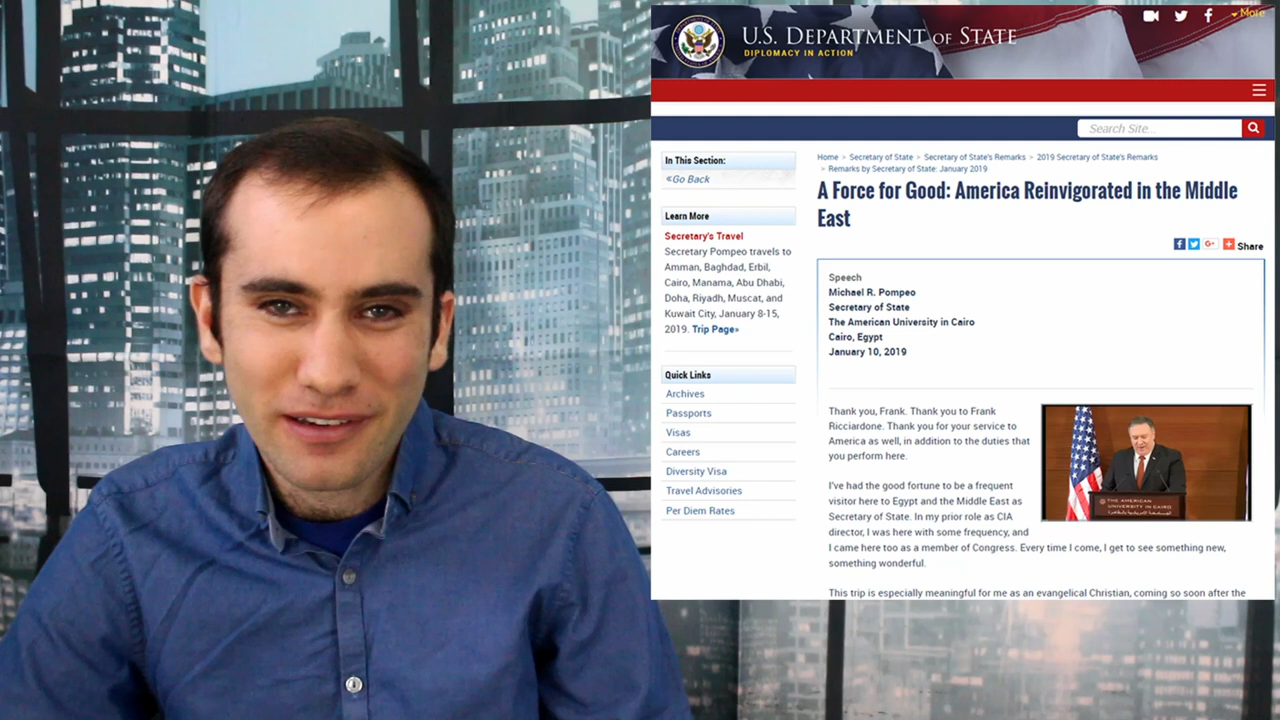 More
U.S. DEPARTMENT OF STATE
DIPLOMACY IN ACTION
Search Site...
In This Section:
«Go Back
Learn More
Secretary's Travel
Secretary Pompeo travels to
Amman, Baghdad, Erbil,
Cairo, Manama, Abu Dhabi,
Doha, Riyadh, Muscat, and
Kuwait City, January 8-15,
2019. Trip Page»
Quick Links
Archives
Passports
Visas
Careers
Diversity Visa
Travel Advisories
Per Diem Rates
Home > Secretary of State > Secretary of State's Remarks > 2019 Secretary of State's Remarks
> Remarks by Secretary of State: January 2019
A Force for Good: America Reinvigorated in the Middle
East
Share
Speech
Michael R. Pompeo
Secretary of State
The American University in Cairo
Cairo, Egypt
January 10, 2019
Thank you, Frank. Thank you to Frank
Ricciardone. Thank you for your service to
America as well, in addition to the duties that
you perform here.
I've had the good fortune to be a frequent
visitor here to Egypt and the Middle East as
Secretary of State. In my prior role as CIA
director, I was here with some frequency, and
I came here too as a member of Congress. Every time I come, I get to see something new,
something wonderful.
This trip is especially meaningful for me as an evangelical Christian, coming so soon after the
THE AMERICAN
UNIVERSITY IN CAIRO